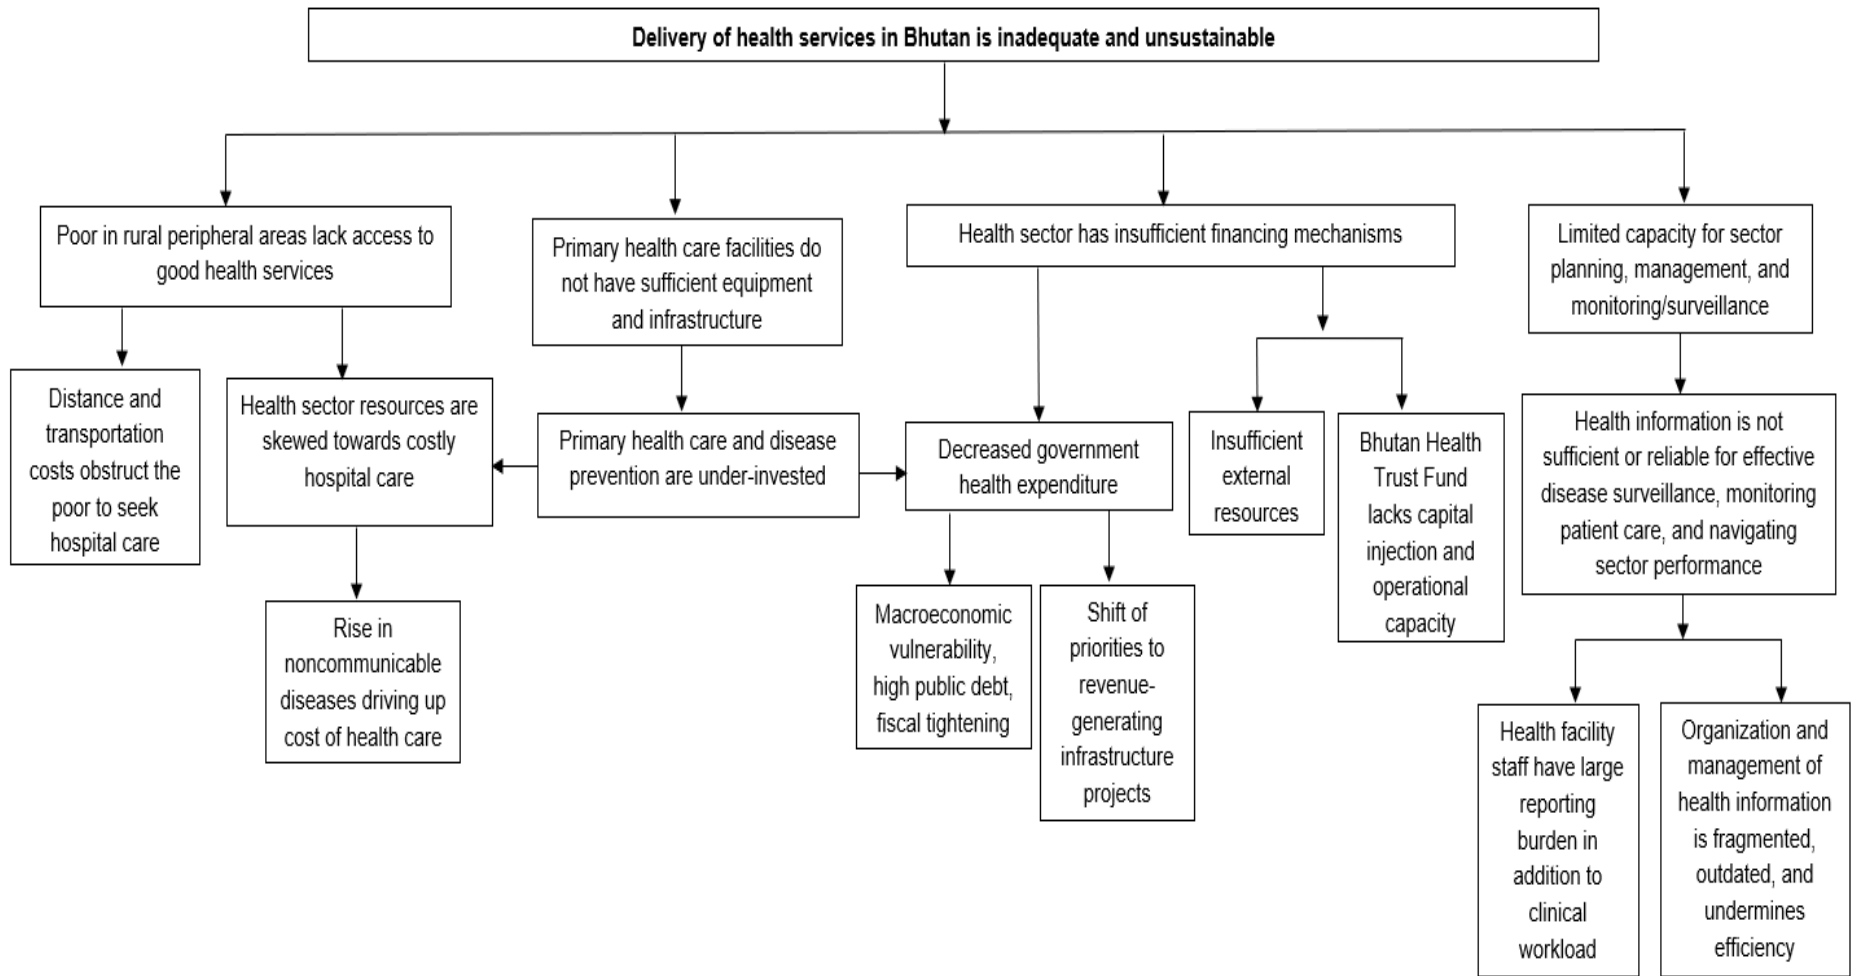 Delivery of health services in Bhutan is inadequate and unsustainable
Poor in rural peripheral areas lack access to
good health services
Primary health care facilities do
not have sufficient equipment
and infrastructure
Health sector has insufficient financing mechanisms
Limited capacity for sector
planning, management, and
monitoring/surveillance
Distance and
transportation
costs obstruct the
poor to seek
hospital care
Health sector resources are
skewed towards costly
hospital care
Primary health care and disease
prevention are under-invested
Decreased government
health expenditure
Insufficient
external
resources
Bhutan Health
Trust Fund
lacks capital
injection and
operational
capacity
Health information is not
sufficient or reliable for effective
disease surveillance, monitoring
patient care, and navigating
sector performance
Rise in
noncommunicable
diseases driving up
cost of health care
Macroeconomic
vulnerability,
high public debt,
fiscal tightening
Shift of
priorities to
revenue-
generating
infrastructure
projects
Health facility
staff have large
reporting
burden in
addition to
clinical
workload
Organization and
management of
health information
is fragmented,
outdated, and
undermines
efficiency